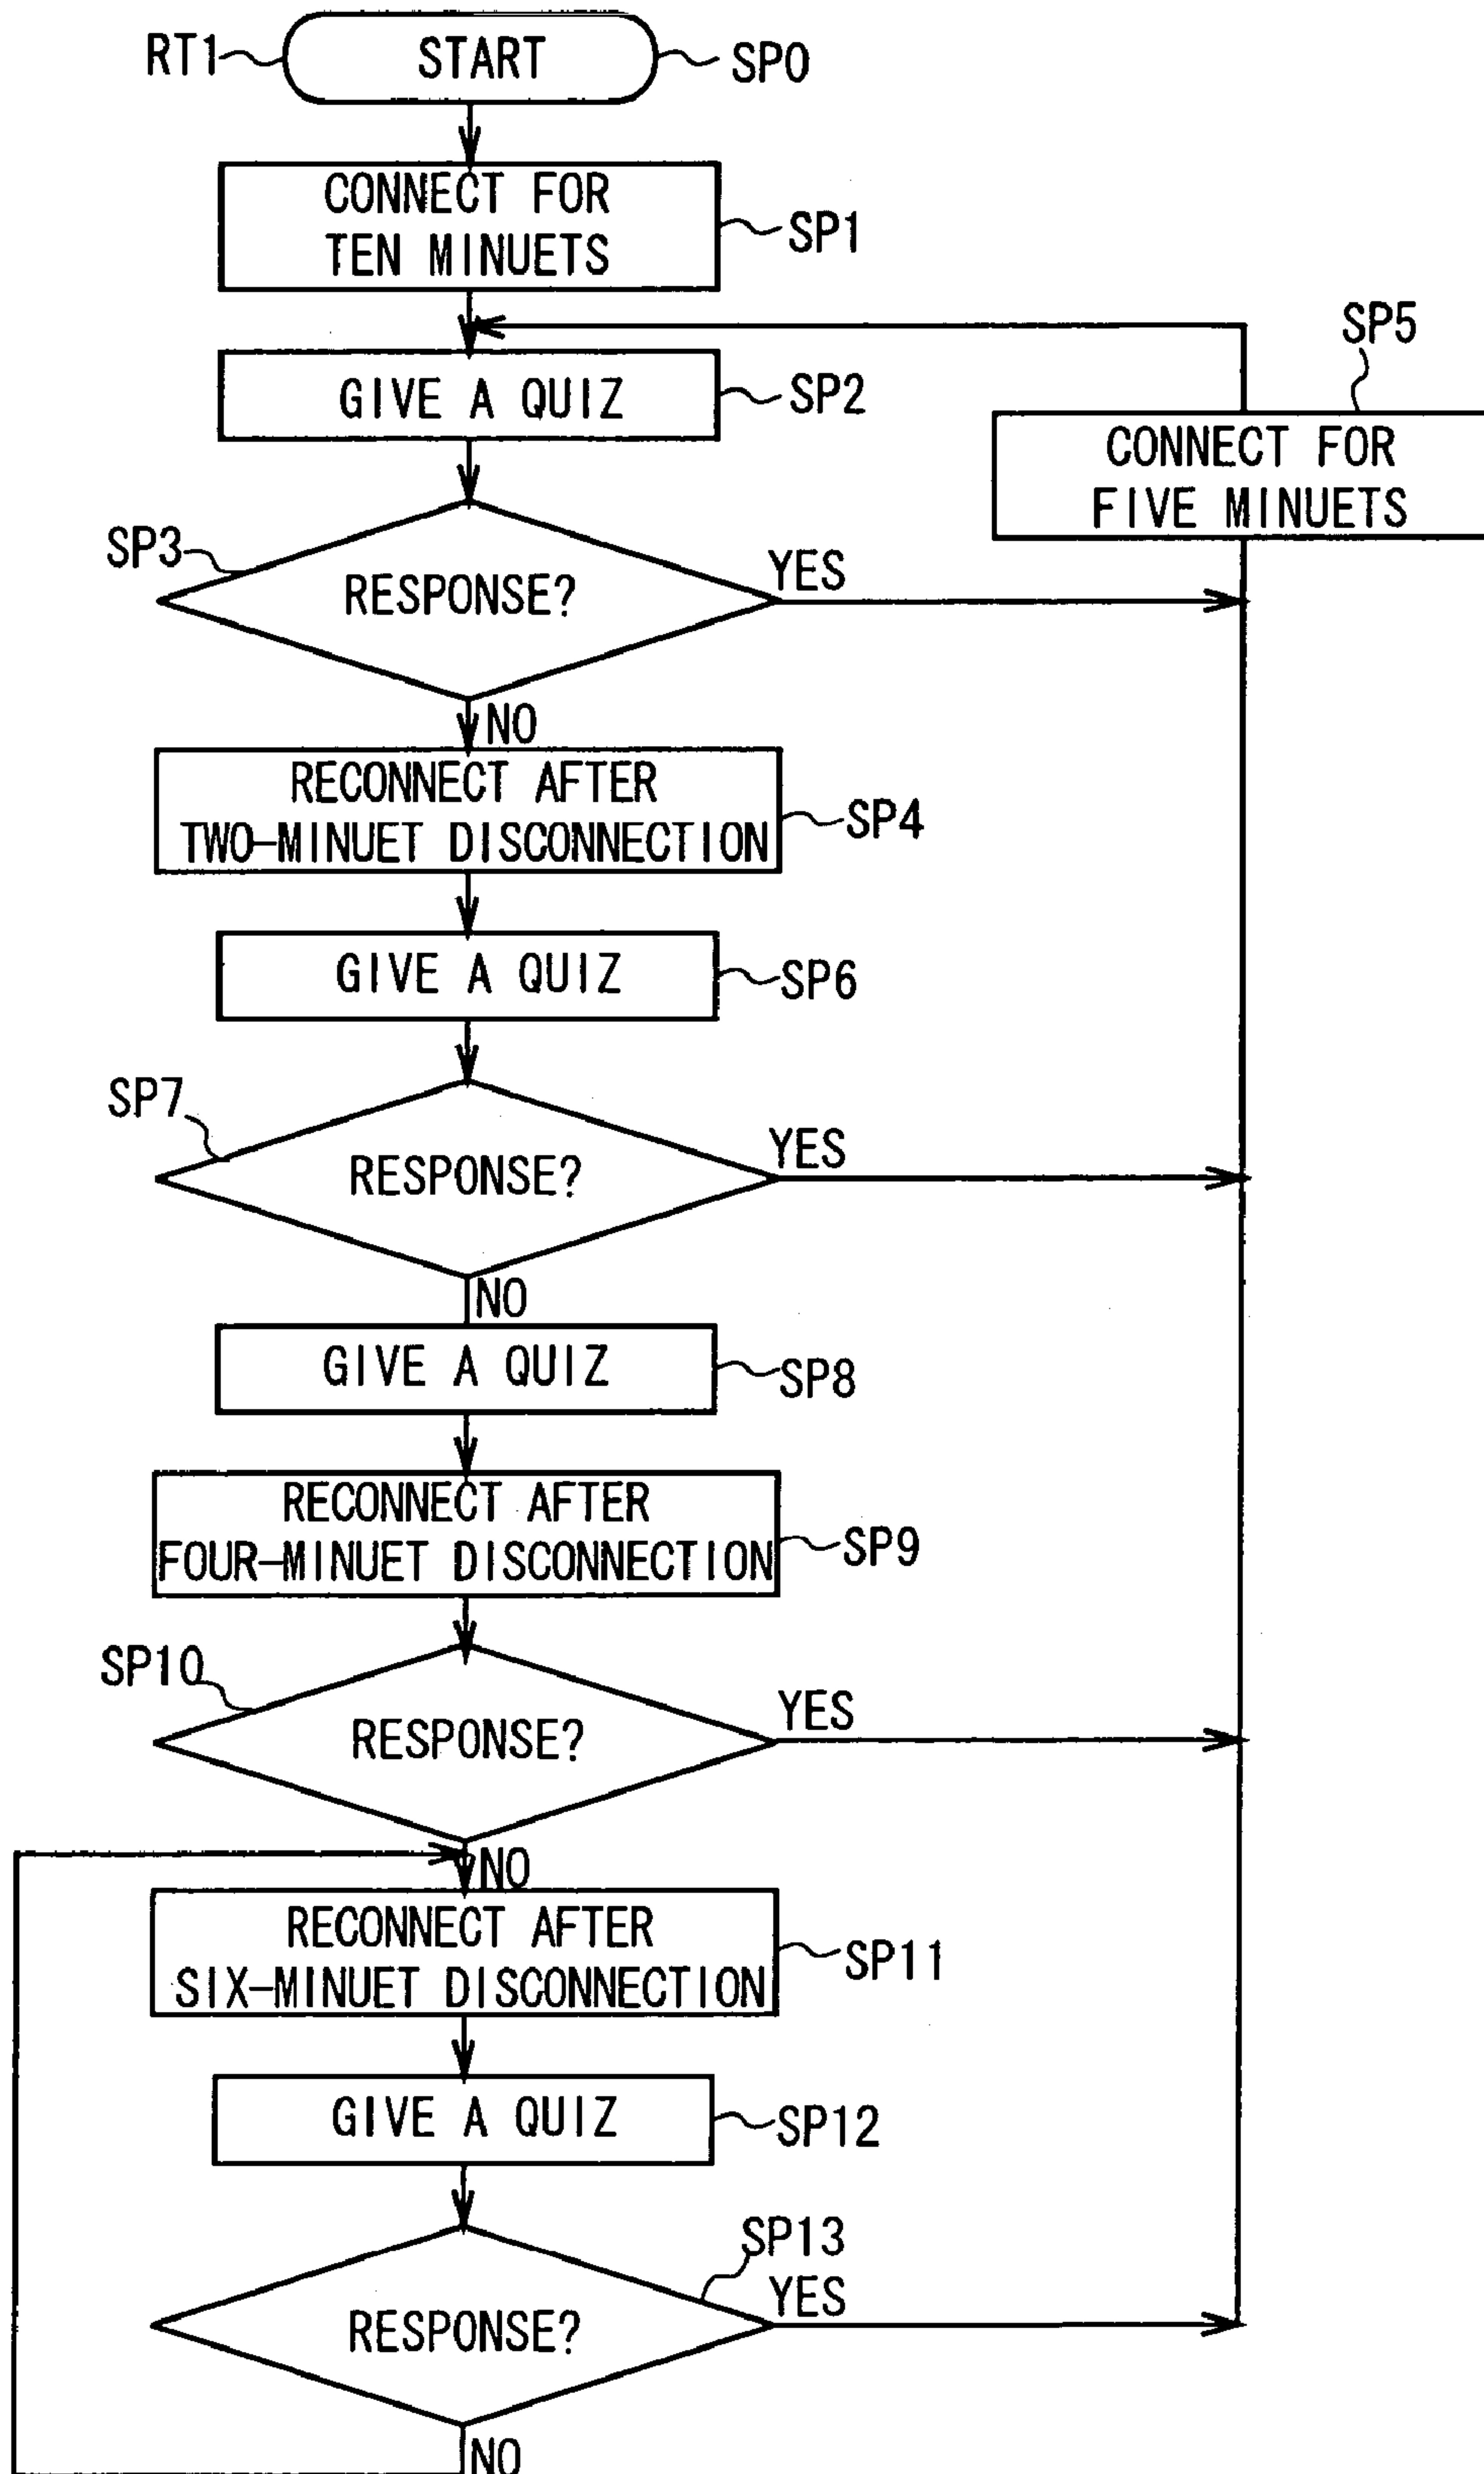 RT1
START
SP0
CONNECT FOR
TEN MINUETS
SP1
SP5
GIVE A QUIZ
SP2
CONNECT FOR
FIVE MINUETS
SP3
RESPONSE?
YES
NO
RECONNECT AFTER
TWO-MINUET DISCONNECTION
SP4
GIVE A QUIZ
SP6
SP7
RESPONSE?
YES
NO
GIVE A QUIZ
SP8
RECONNECT AFTER
FOUR-MINUET DISCONNECTION
SP9
SP10
RESPONSE?
YES
NO
RECONNECT AFTER
SIX-MINUET DISCONNECTION
SP11
GIVE A QUIZ
SP12
SP13
RESPONSE?
YES
NO